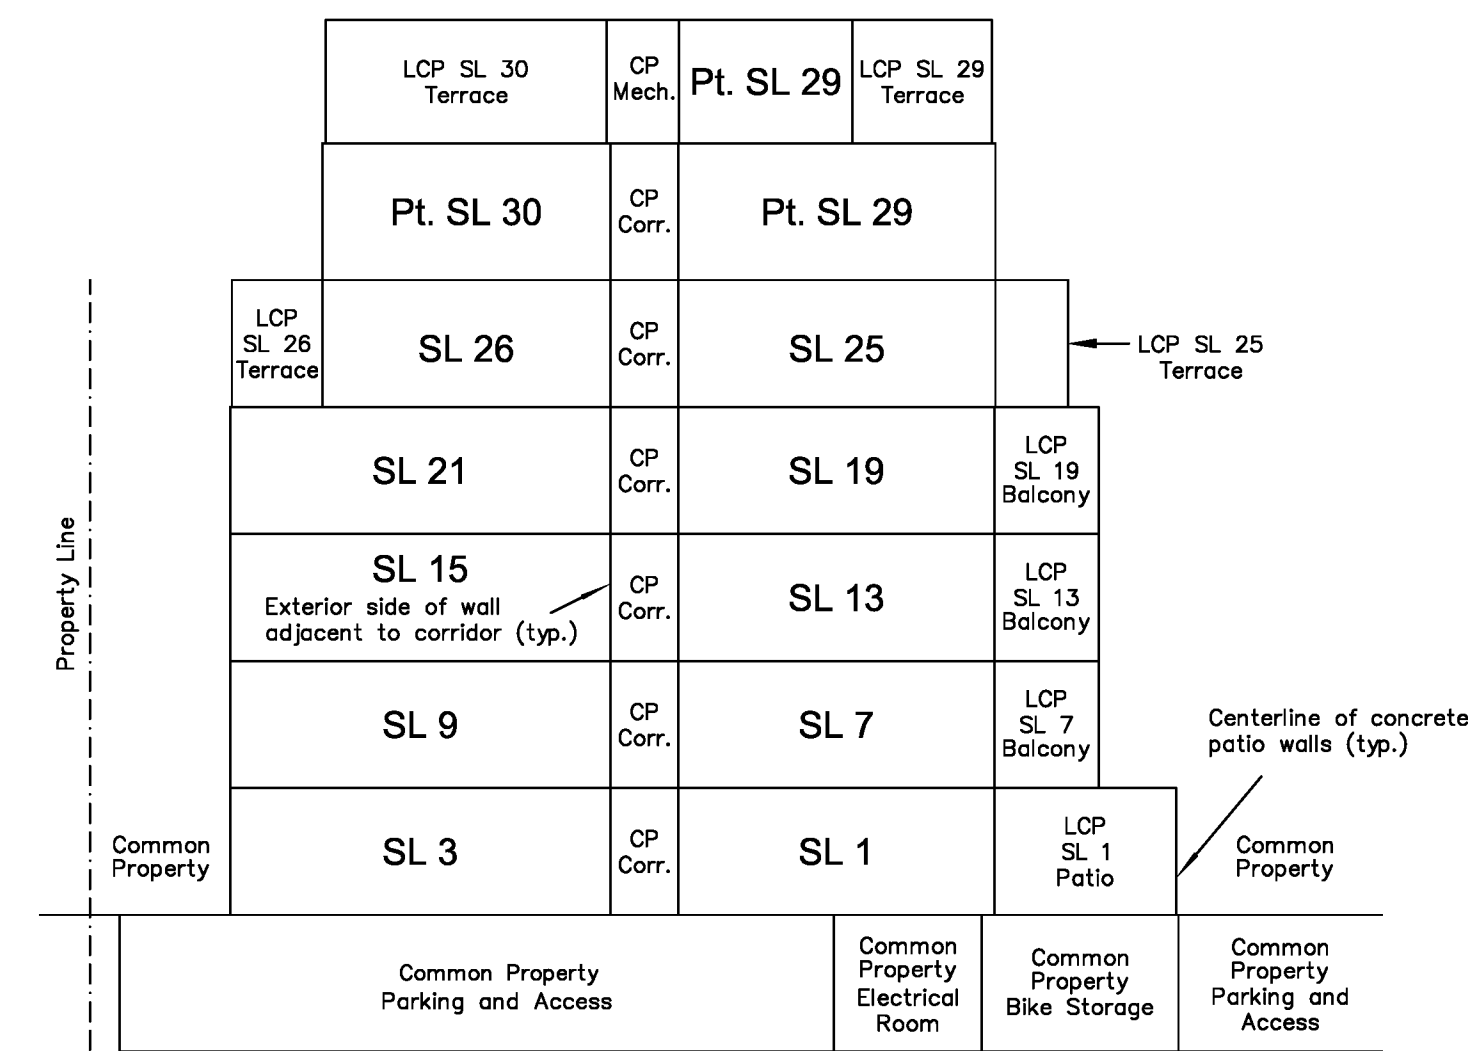 LCP SL 30
Terrace
CP
Mech.
Pt. SL 29
LCP SL 29
Terrace
Pt. SL 30
CP
Corr.
Pt. SL 29
LCP
SL 26
Terrace
SL 26
CP
Corr.
SL 25
LCP SL 25
Terrace
SL 21
CP
Corr.
SL 19
LCP
SL 19
Balcony
Property Line
SL 15
Exterior side of wall
adjacent to corridor (typ.)
CP
Corr.
SL 13
LCP
SL 13
Balcony
SL 9
CP
Corr.
SL 7
LCP
SL 7
Balcony
Centerline of concrete
patio walls (typ.)
Common
Property
SL 3
CP
Corr.
SL 1
LCP
SL 1
Patio
Common
Property
Common Property
Parking and Access
Common
Property
Electrical
Room
Common
Property
Bike Storage
Common
Property
Parking and
Access